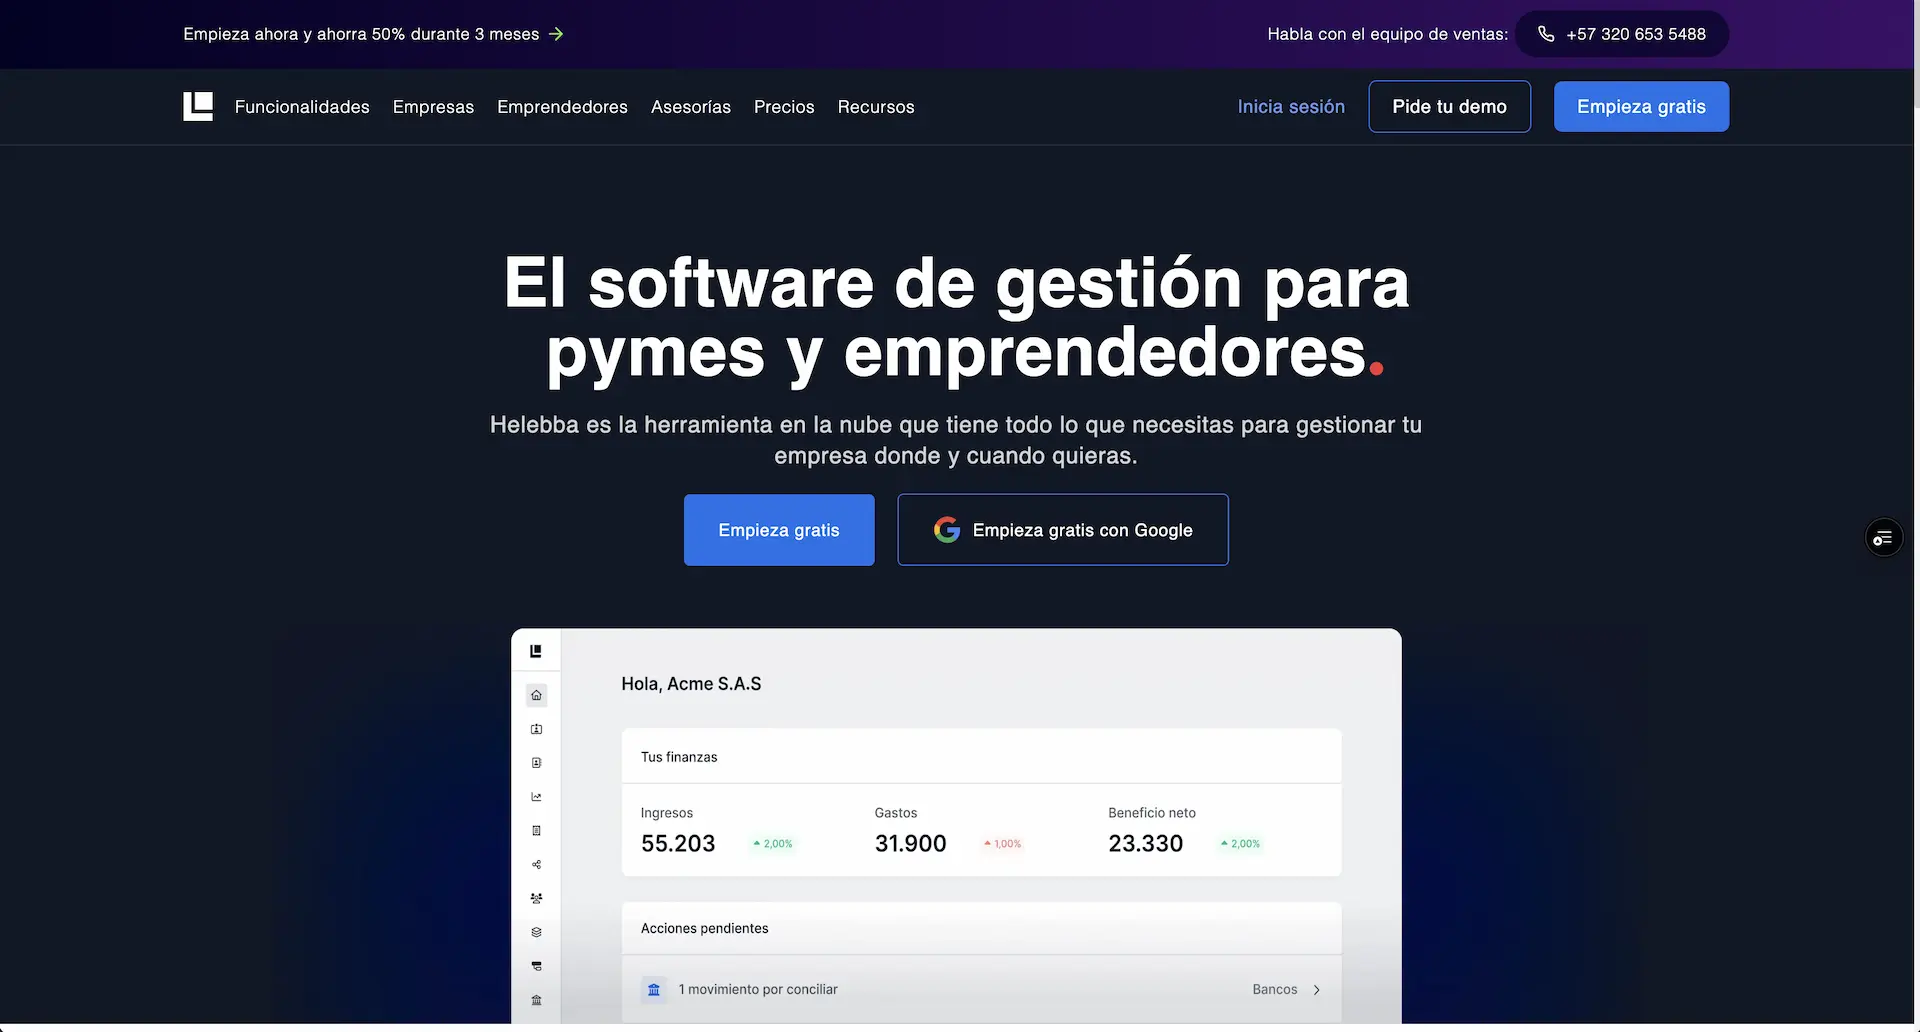 Empieza ahora y ahorra 50% durante 3 meses →
Habla con el equipo de ventas: +57 320 653 5488
Funcionalidades Empresas Emprendedores Asesorías Precios Recursos
Inicia sesión Pide tu demo Empieza gratis
El software de gestión para
pymes y emprendedores.
Helebba es la herramienta en la nube que tiene todo lo que necesitas para gestionar tu
empresa donde y cuando quieras.
Empieza gratis
Empieza gratis con Google
Hola, Acme S.A.S
Tus finanzas
Ingresos Gastos Beneficio neto
55.203 2,00% 31.900 1,00% 23.330 2,00%
Acciones pendientes
1 movimiento por conciliar Bancos